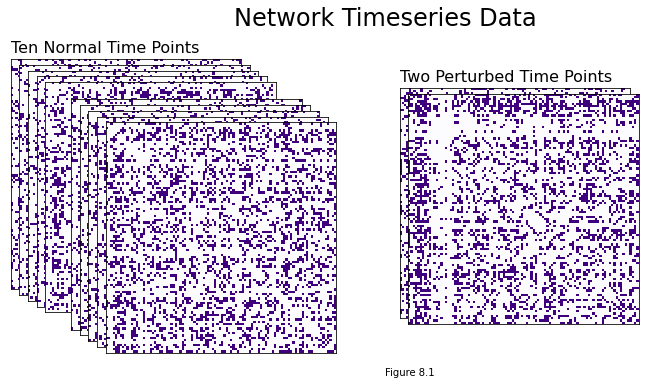 Network Timeseries Data
Ten Normal Time Points
Two Perturbed Time Points
Figure 8.1